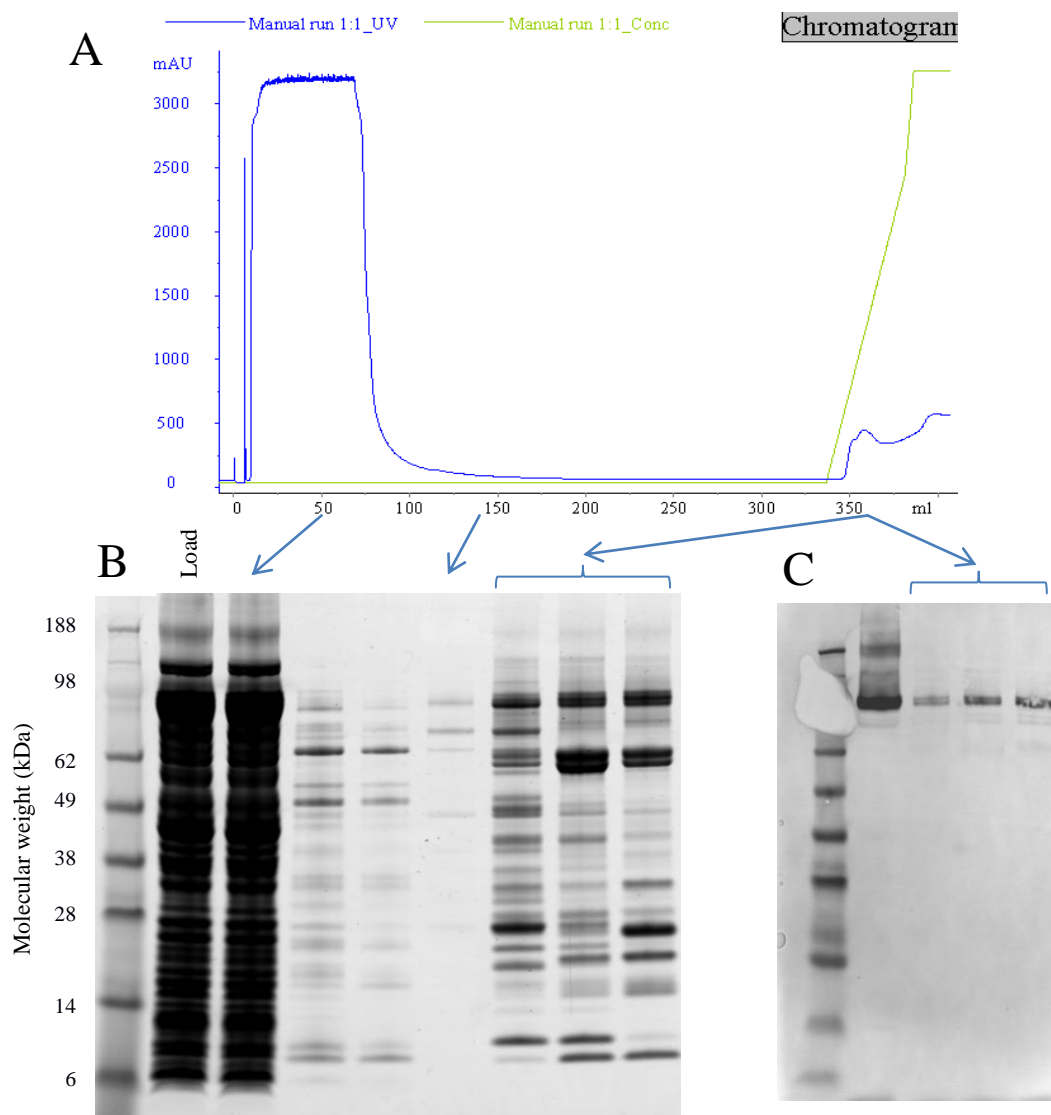 Manual run 1:1_UV Manual run 1:1_Conc Chromatogram
A
mAU
3000
2500
2000
1500
1000
500
0
0 50 100 150 200 250 300 350 ml
B
Load
C
Molecular weight (kDa)
188
98
62
49
38
28
14
6